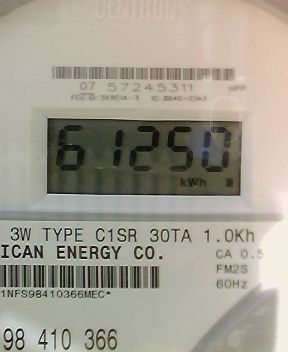 CENTRON
07 57245311
61250
kWh
3W TYPE C1SR 30TA 1.0Kh
ICAN ENERGY CO.
CA 0.5
FM2S
60Hz
1NFS98410366MEC*
98 410 366